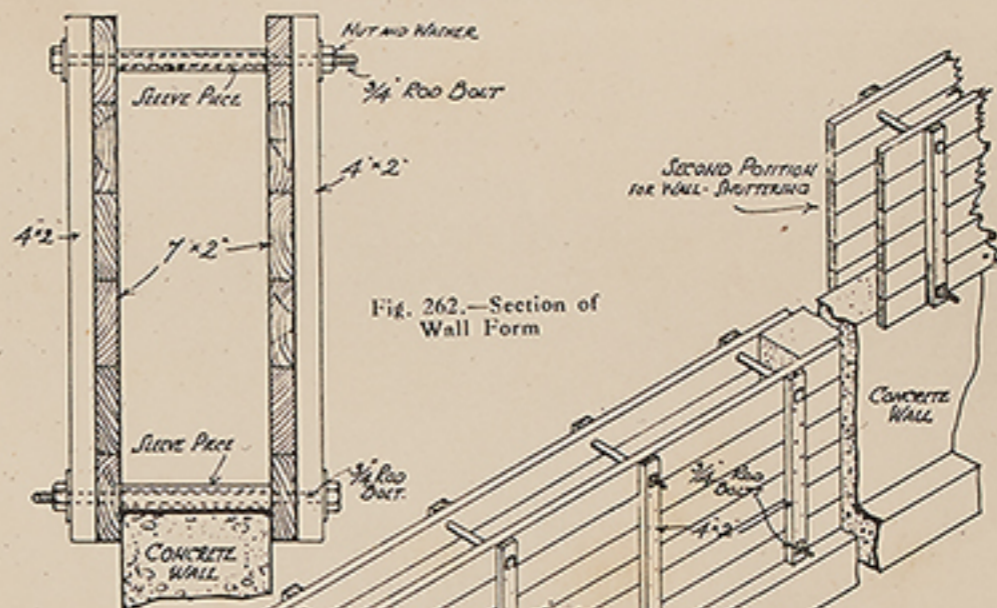 NUT AND WASHER
SLEEVE PIECE
3/4" ROD BOLT
4"×2"
4"×2"
7"×2"
SECOND POSITION
FOR WALL-SHUTTERING
Fig. 262.—Section of
Wall Form
CONCRETE
WALL
SLEEVE PIECE
3/4" ROD
BOLT.
3/4" ROD
BOLT
4"×2"
CONCRETE
WALL